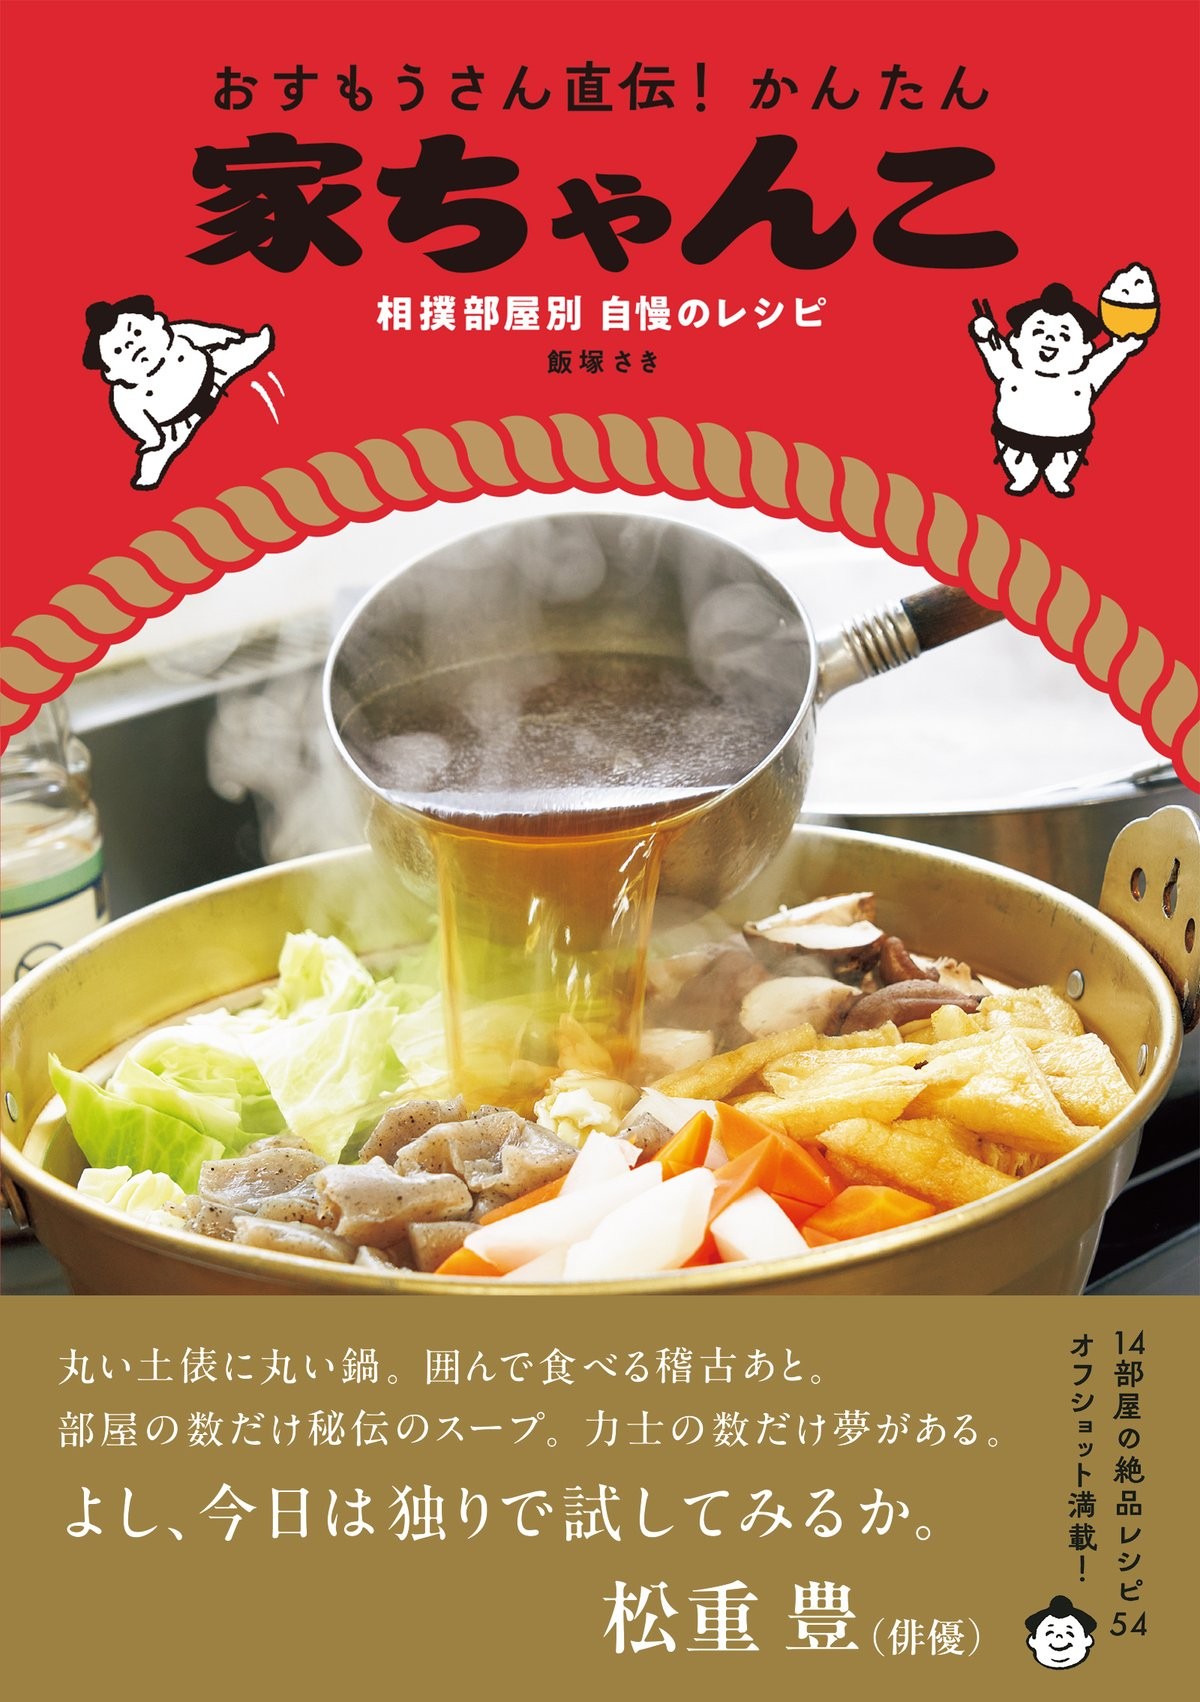 おすもうさん直伝！ かんたん
家ちゃんこ
相撲部屋別 自慢のレシピ
飯塚さき
丸い土俵に丸い鍋。囲んで食べる稽古あと。
部屋の数だけ秘伝のスープ。力士の数だけ夢がある。
よし、今日は独りで試してみるか。
松重 豊（俳優）
14部屋の絶品レシピ54
オフショット満載！